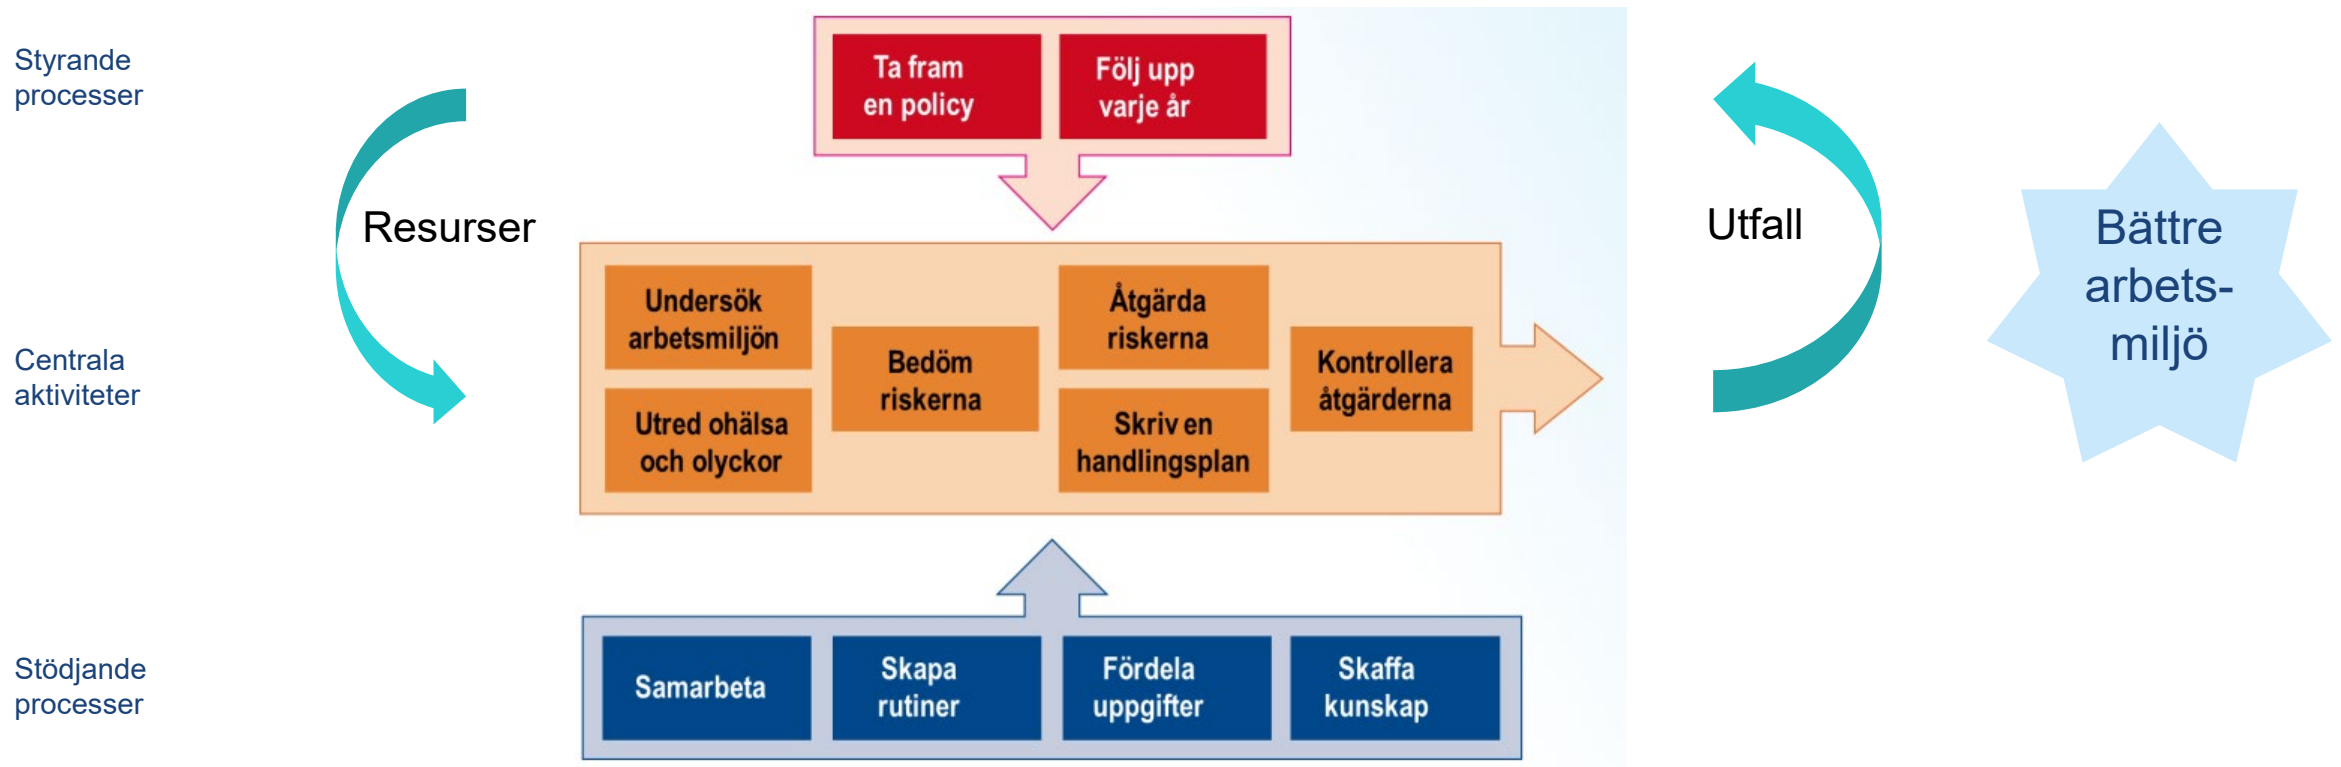 Styrande
processer
Ta fram
en policy
Följ upp
varje år
Resurser
Utfall
Bättre
arbets-
miljö
Centrala
aktiviteter
Undersök
arbetsmiljön
Utred ohälsa
och olyckor
Bedöm
riskerna
Åtgärda
riskerna
Skriv en
handlingsplan
Kontrollera
åtgärderna
Stödjande
processer
Samarbeta
Skapa
rutiner
Fördela
uppgifter
Skaffa
kunskap